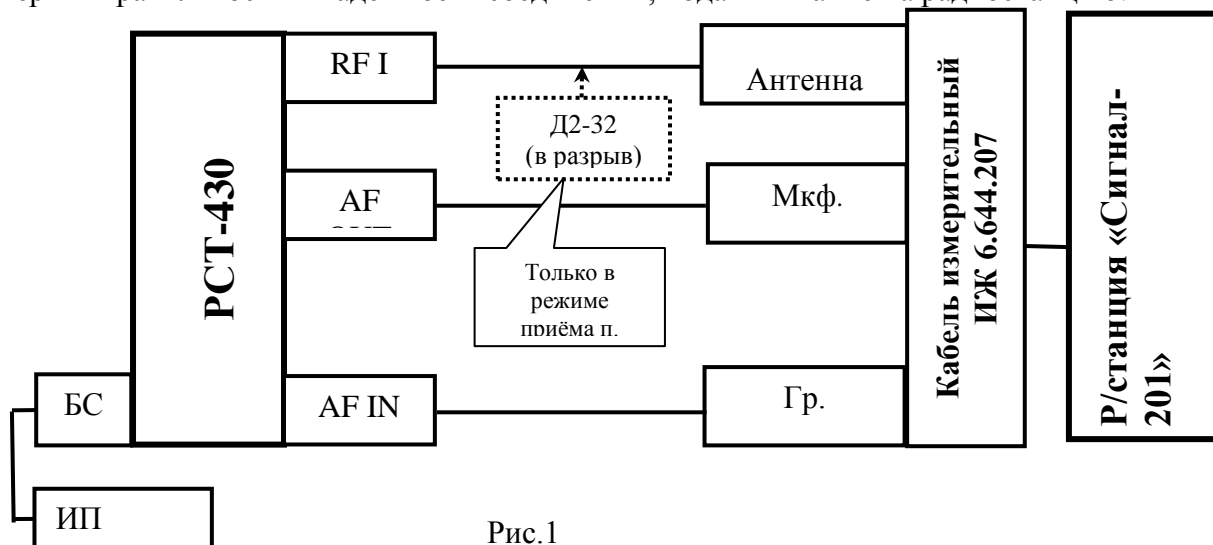 RF I
Антенна
Д2-32
(в разрыв)
РСТ-430
AF
Мкф.
Только в
режиме
приёма п.
Кабель измерительный
ИЖ 6.644.207
Р/станция «Сигнал-
201»
БС
AF IN
Гр.
ИП
Рис.1